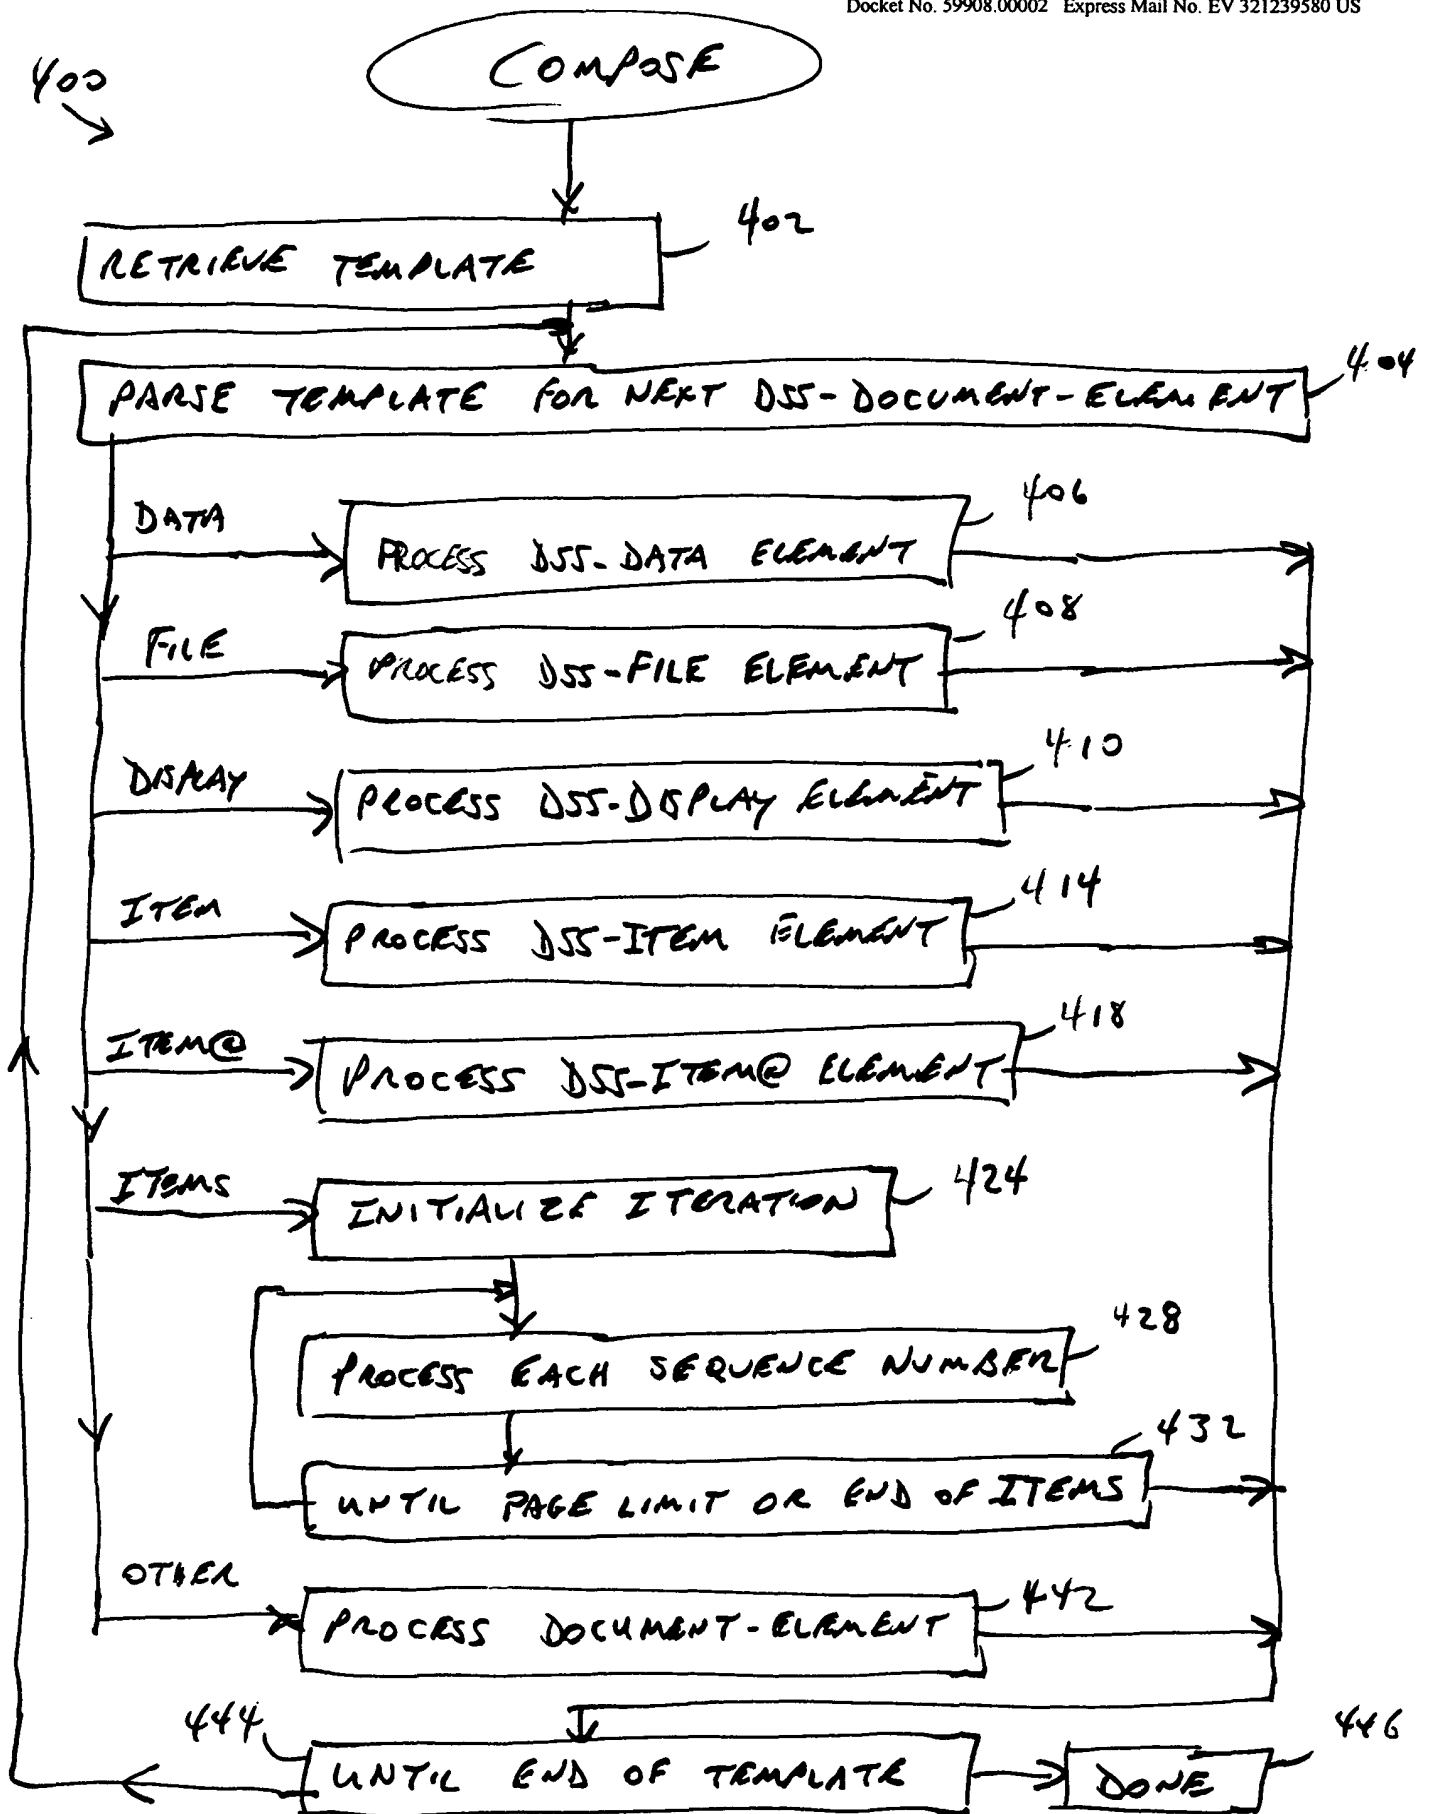 Docket No. 59908.00002 Express Mail No. EV 321239580 US
COMPOSE
400
402
RETRIEVE TEMPLATE
404
PARSE TEMPLATE FOR NEXT DSS-DOCUMENT-ELEMENT
406
DATA
PROCESS DSS-DATA ELEMENT
408
FILE
PROCESS DSS-FILE ELEMENT
410
DISPLAY
PROCESS DSS-DISPLAY ELEMENT
414
ITEM
PROCESS DSS-ITEM ELEMENT
418
ITEM@
PROCESS DSS-ITEM@ ELEMENT
424
ITEMS
INITIALIZE ITERATION
428
PROCESS EACH SEQUENCE NUMBER
432
UNTIL PAGE LIMIT OR END OF ITEMS
OTHER
442
PROCESS DOCUMENT-ELEMENT
444
446
UNTIL END OF TEMPLATE
DONE